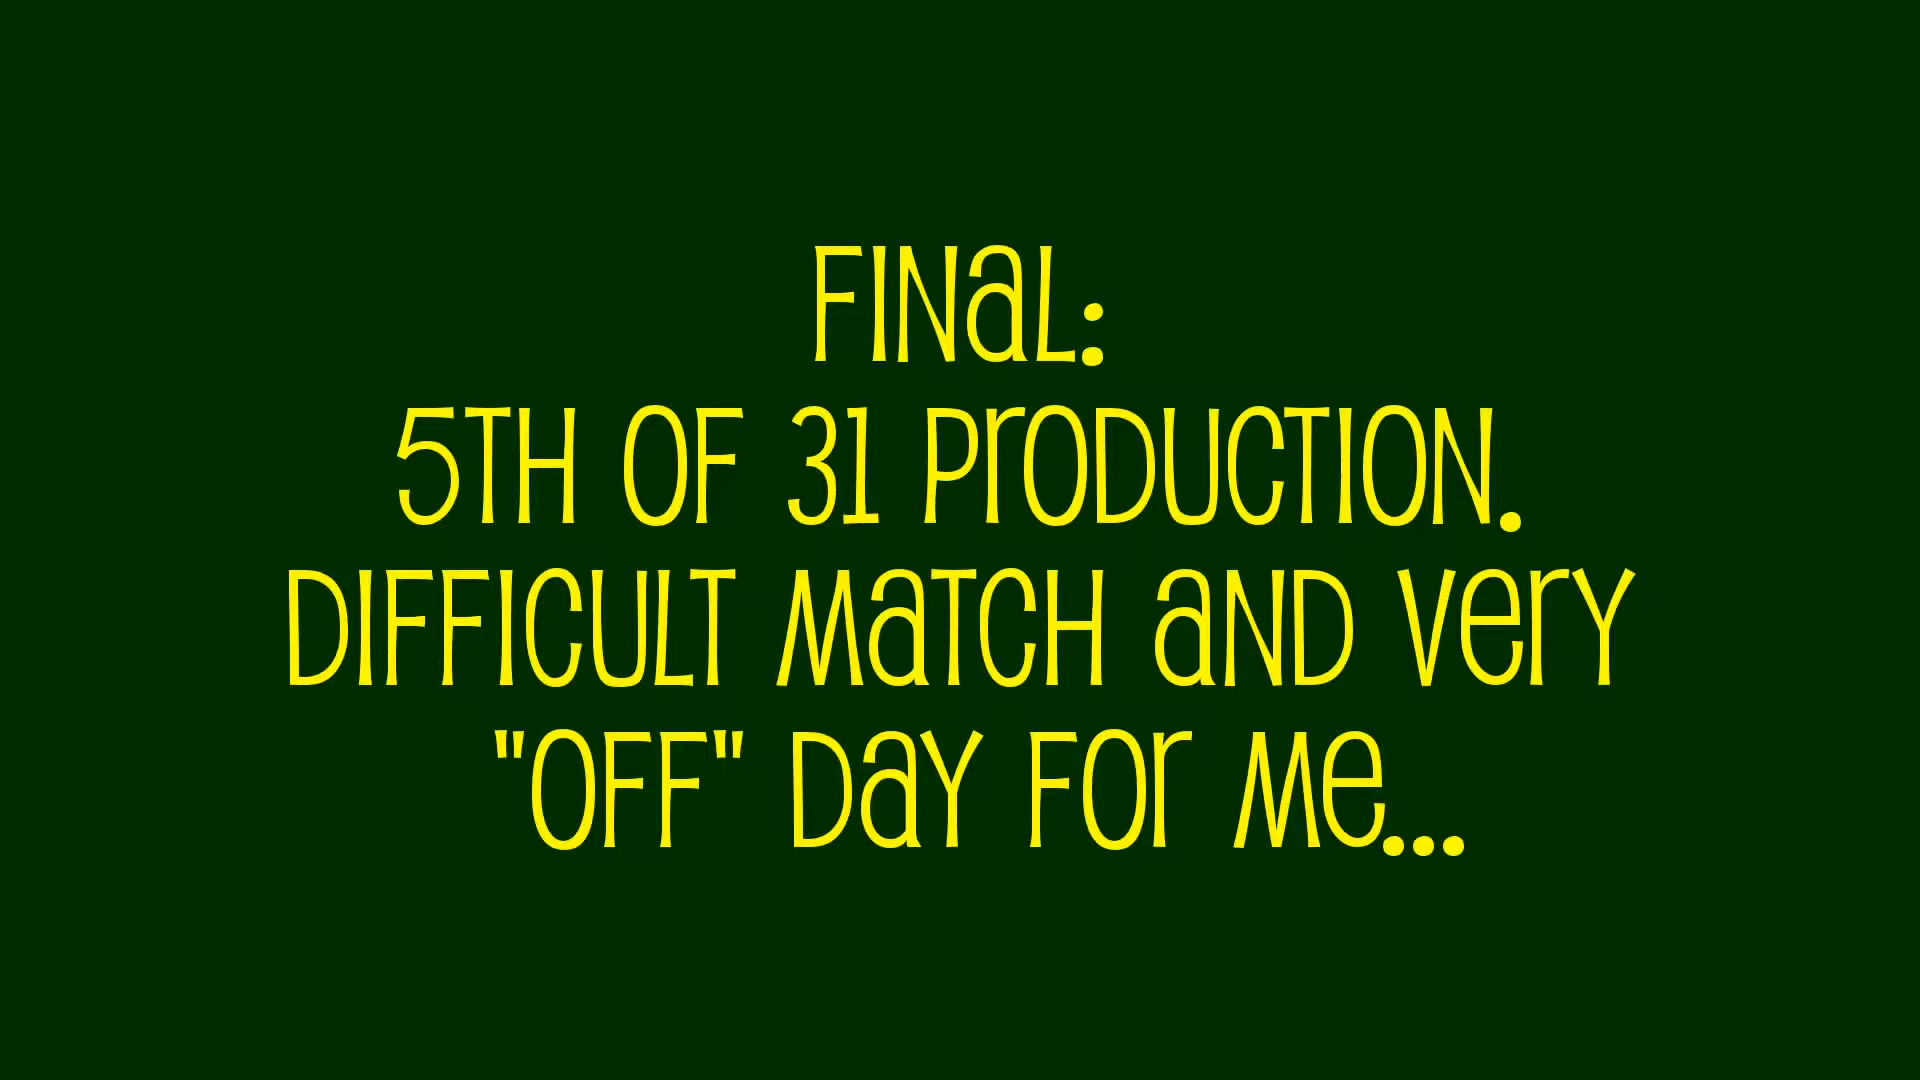 Final:
5th of 31 Production.
Difficult match and very
"off" day for me...